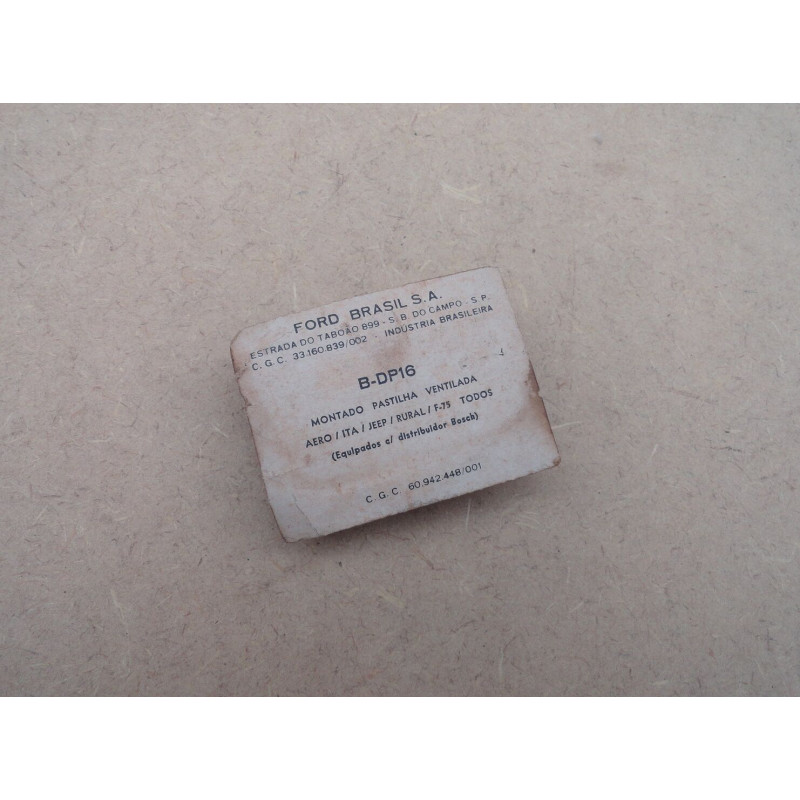 FORD BRASIL S.A.
ESTRADA DO TABOÃO 899 - S. B. DO CAMPO - S. P.
C. G. C. 33.160.839/002 - INDUSTRIA BRASILEIRA
B-DP16
MONTADO PASTILHA VENTILADA
AERO / ITA / JEEP / RURAL / F-75 TODOS
(Equipados c/ distribuidor Bosch)
C. G. C. 60.942.448/001